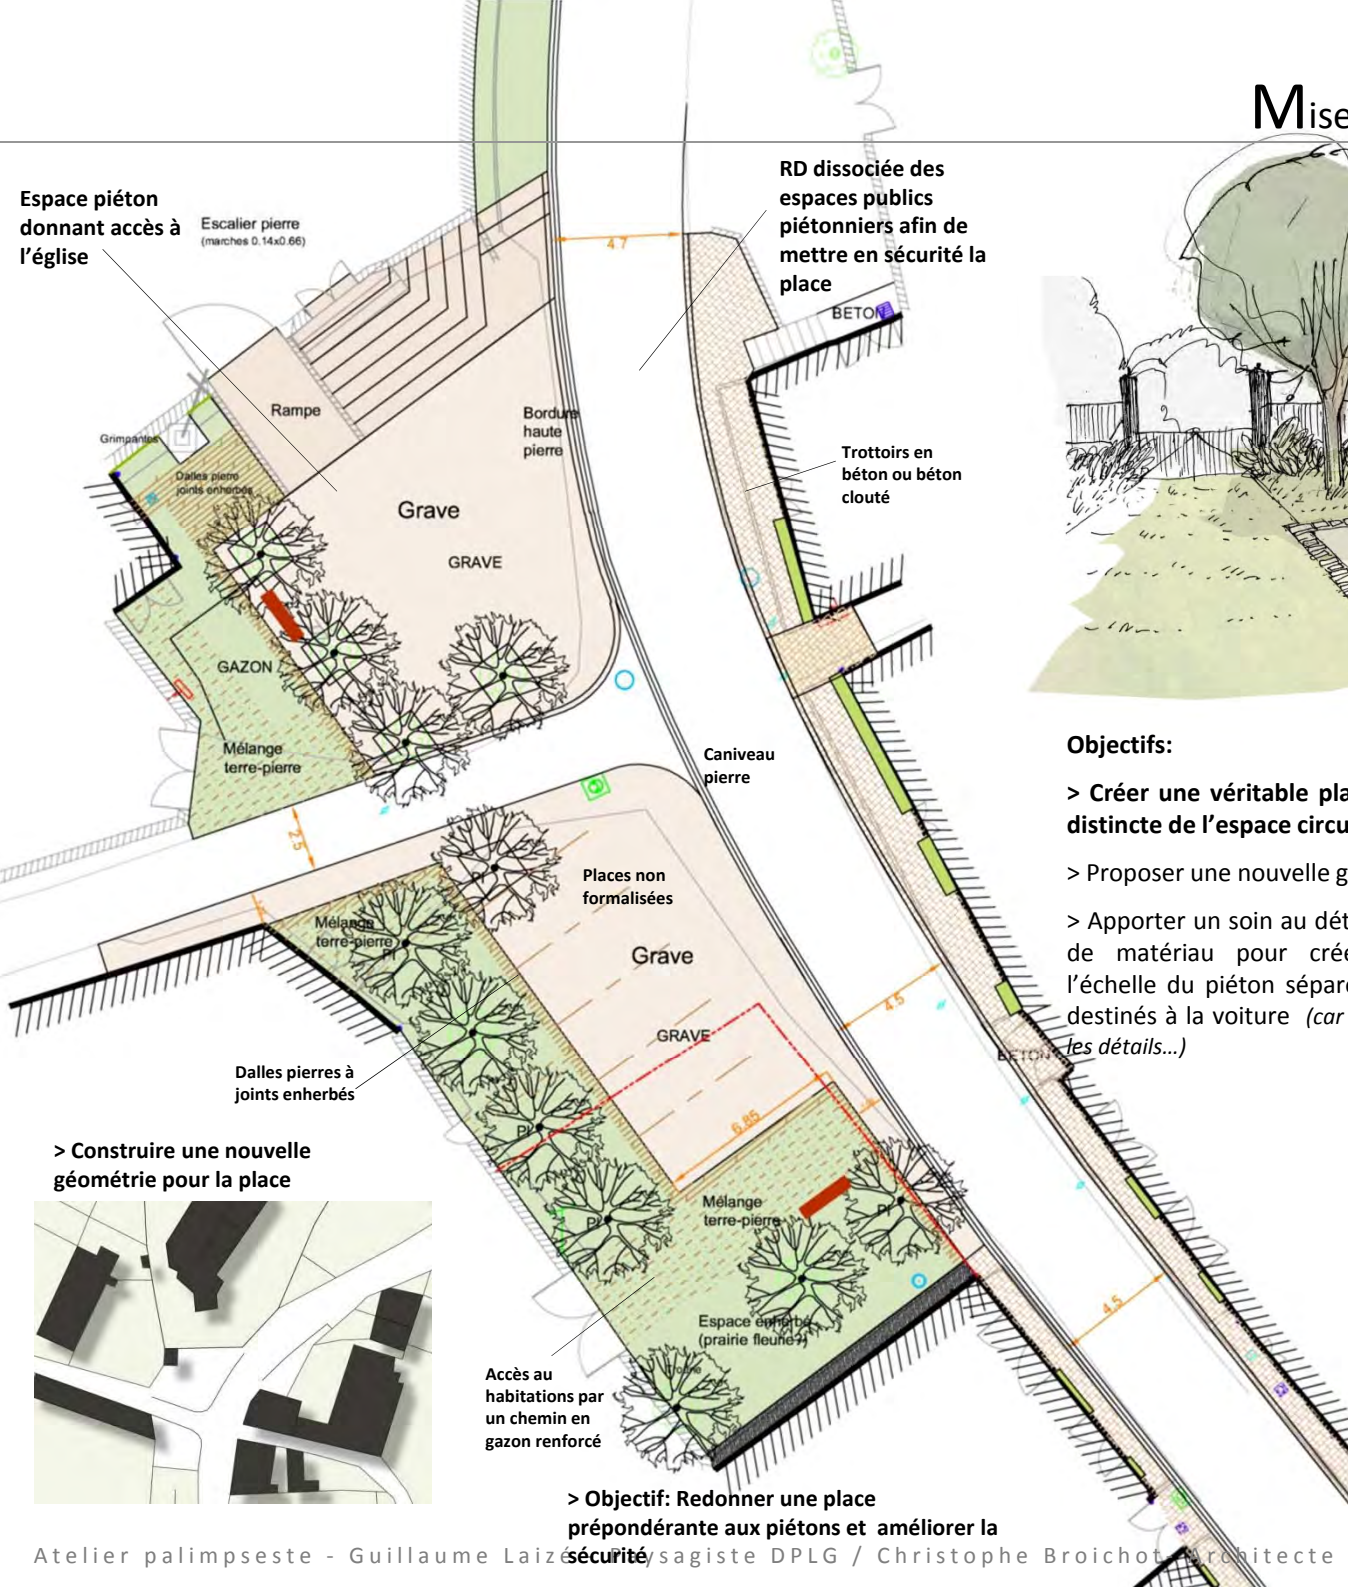 Mise
Espace piéton
donnant accès à
l’église
Escalier pierre
(marches 0.14x0.66)
RD dissociée des
espaces publics
piétonniers afin de
mettre en sécurité la
place
4.7
BETON
Rampe
Bordure
haute
pierre
Grimpantes
Dalles pierre
joints enherbés
Trottoirs en
béton ou béton
clouté
Grave
GRAVE
GAZON
Mélange
terre-pierre
Caniveau
pierre
Objectifs:
> Créer une véritable pla
distincte de l’espace circu
> Proposer une nouvelle g
> Apporter un soin au dét
de matériau pour crée
l’échelle du piéton sépare
destinés à la voiture (car
les détails…)
2.5
Places non
formalisées
Mélange
terre-pierre
PI
PI
Grave
GRAVE
4.5
BETON
Dalles pierres à
joints enherbés
6.85
PI
> Construire une nouvelle
géométrie pour la place
Mélange
terre-pierre
PI
PI
4.5
Espace enherbé
(prairie fleurie?)
Accès au
habitations par
un chemin en
gazon renforcé
> Objectif: Redonner une place
prépondérante aux piétons et améliorer la
sécurité
Atelier palimpseste - Guillaume Laizé Paysagiste DPLG / Christophe Broichot Architecte